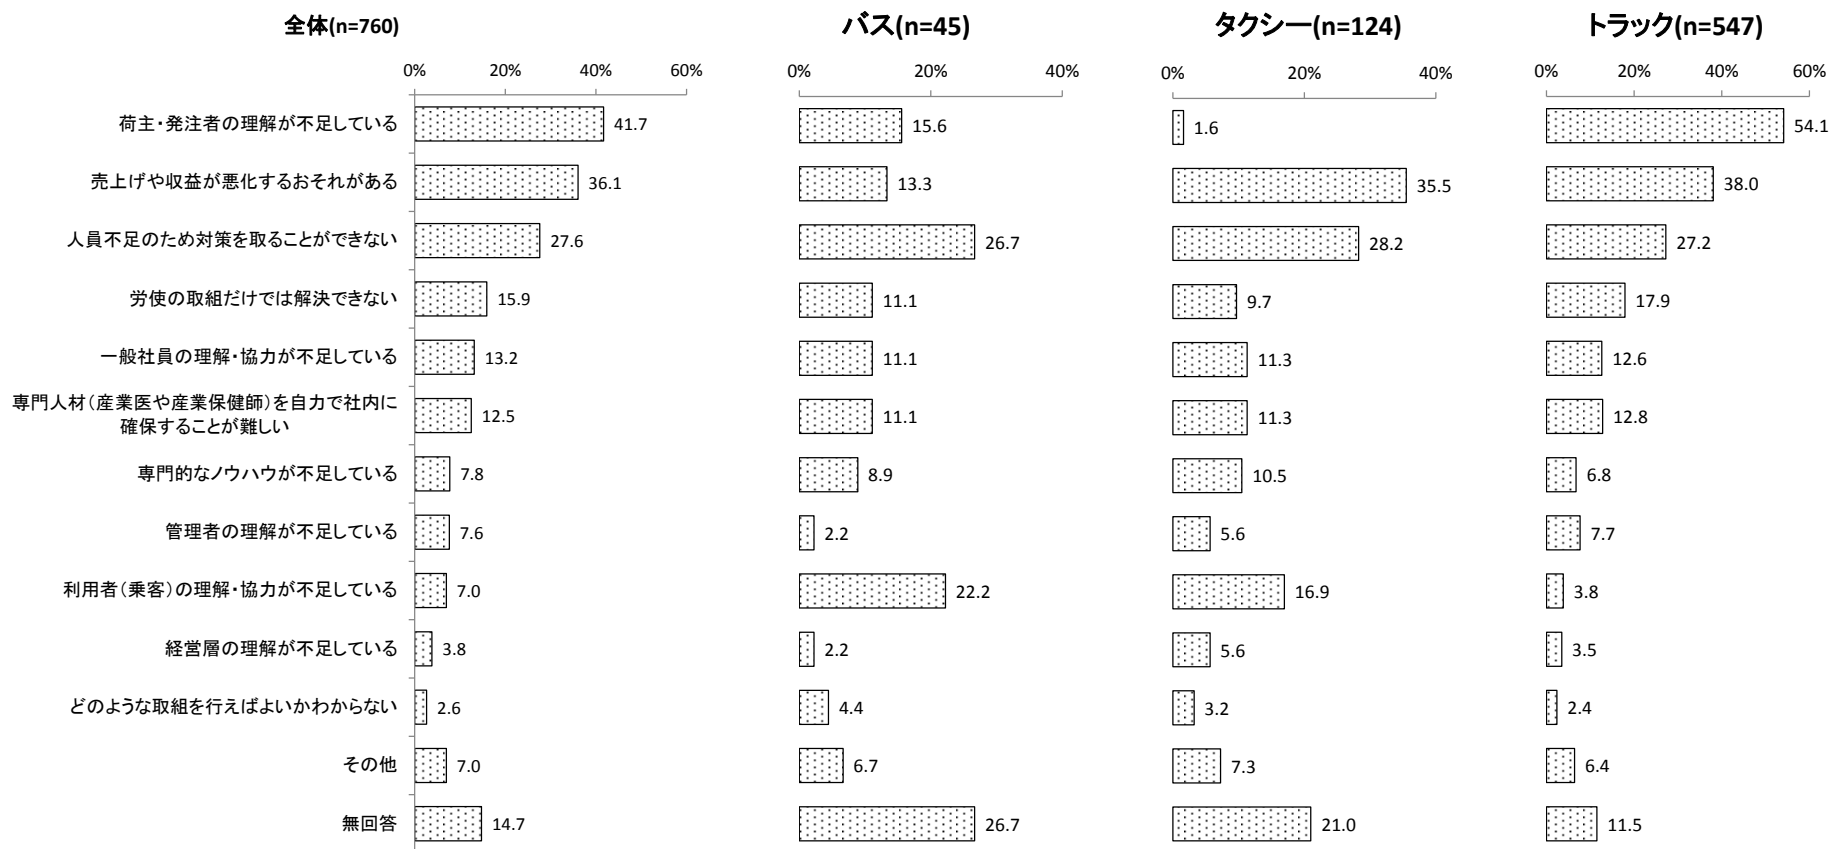 全体(n=760)
バス(n=45)
タクシー(n=124)
トラック(n=547)
0% 20% 40% 60%
0% 20% 40%
0% 20% 40%
0% 20% 40% 60%
荷主・発注者の理解が不足している 41.7 15.6 1.6 54.1
売上げや収益が悪化するおそれがある 36.1 13.3 35.5 38.0
人員不足のため対策を取ることができない 27.6 26.7 28.2 27.2
労使の取組だけでは解決できない 15.9 11.1 9.7 17.9
一般社員の理解・協力が不足している 13.2 11.1 11.3 12.6
専門人材（産業医や産業保健師）を自力で社内に
確保することが難しい 12.5 11.1 11.3 12.8
専門的なノウハウが不足している 7.8 8.9 10.5 6.8
管理者の理解が不足している 7.6 2.2 5.6 7.7
利用者（乗客）の理解・協力が不足している 7.0 22.2 16.9 3.8
経営層の理解が不足している 3.8 2.2 5.6 3.5
どのような取組を行えばよいかわからない 2.6 4.4 3.2 2.4
その他 7.0 6.7 7.3 6.4
無回答 14.7 26.7 21.0 11.5